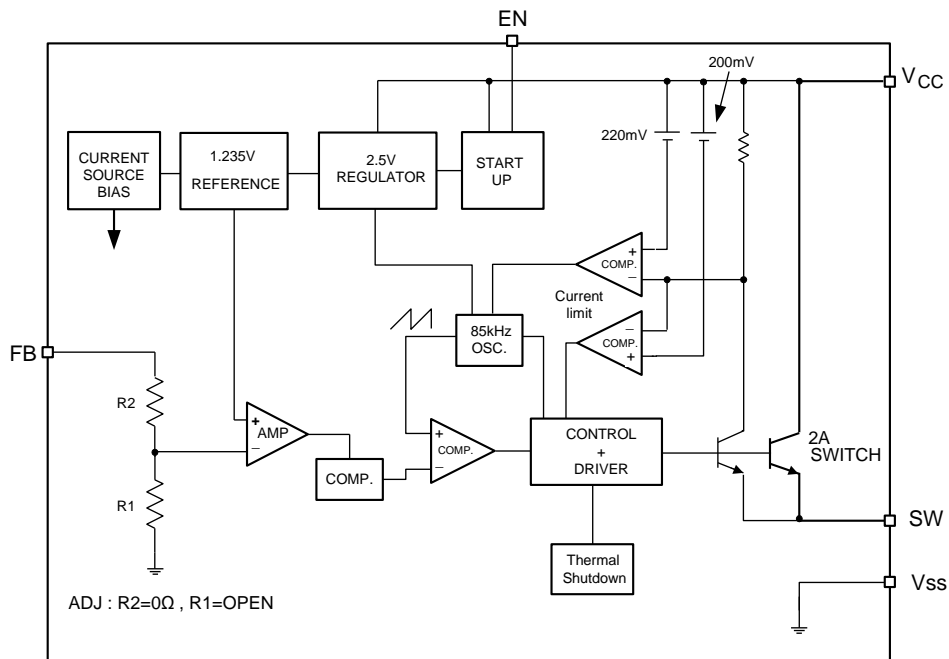 EN
200mV
VCC
220mV
CURRENT
SOURCE
BIAS
1.235V
REFERENCE
2.5V
REGULATOR
START
UP
+
COMP.
−
Current
limit
−
COMP.
+
85kHz
OSC.
FB
R2
+
AMP
−
+
COMP.
−
COMP.
CONTROL
+
DRIVER
2A
SWITCH
R1
SW
Thermal
Shutdown
Vss
ADJ : R2=0Ω , R1=OPEN